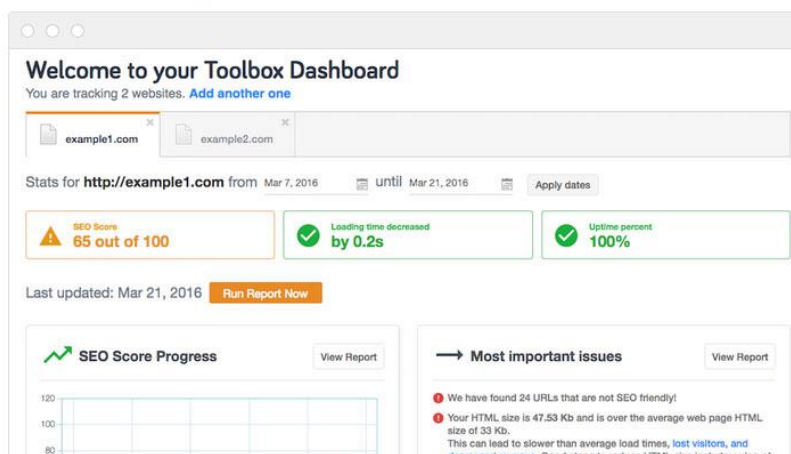 Welcome to your Toolbox Dashboard
You are tracking 2 websites. Add another one
example1.com
example2.com
Stats for http://example1.com from Mar 7, 2016 until Mar 21, 2016 Apply dates
SEO Score
65 out of 100
Loading time decreased
by 0.2s
Uptime percent
100%
Last updated: Mar 21, 2016 Run Report Now
SEO Score Progress View Report
120
100
80
Most important issues View Report
We have found 24 URLs that are not SEO friendly!
Your HTML size is 47.53 Kb and is over the average web page HTML
size of 33 Kb.
This can lead to slower than average load times, lost visitors, and